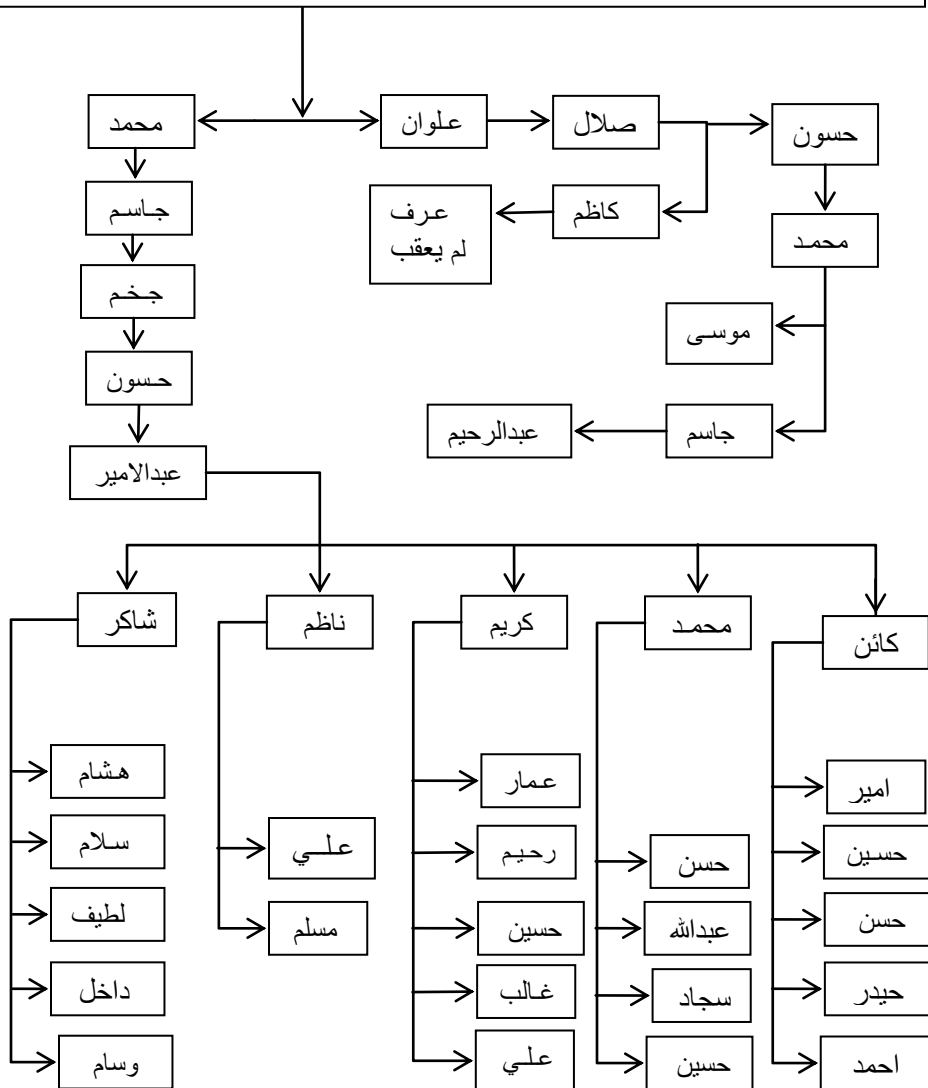 حسون
صلال
علوان
محمد
كاظم
عرف
لم يعقب
جاسم
محمد
جخم
موسى
حسون
جاسم
عبدالرحيم
عبدالامير
كائن
محمد
كريم
ناظم
شاكر
امير
حسين
حسن
حيدر
احمد
حسن
عبدالله
سجاد
حسين
عمار
رحيم
حسين
غالب
علي
علي
مسلم
هشام
سلام
لطيف
داخل
وسام